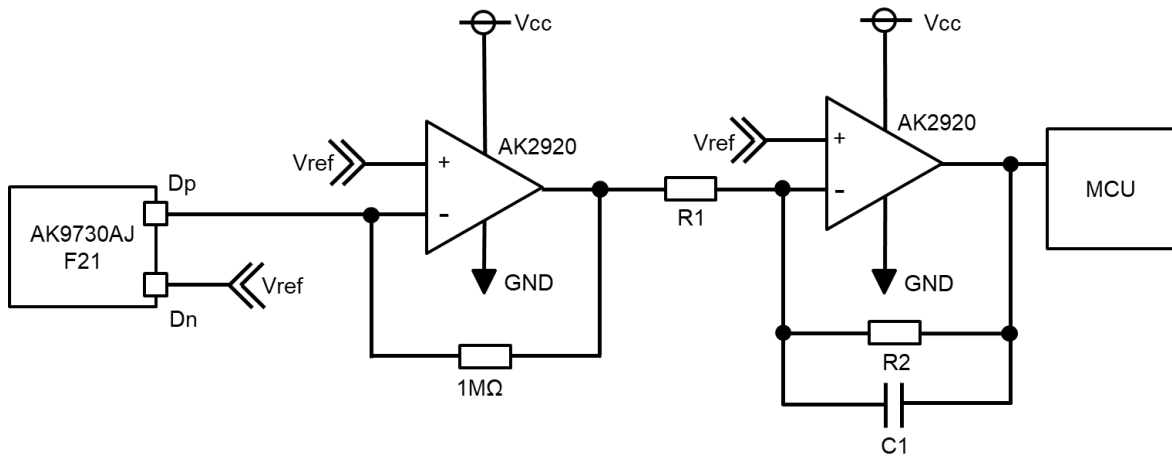 Vcc
Vcc
AK2920
AK2920
+
+
Vref
Vref
-
-
Dp
MCU
R1
AK9730AJ
F21
GND
GND
Vref
Dn
R2
1MΩ
C1